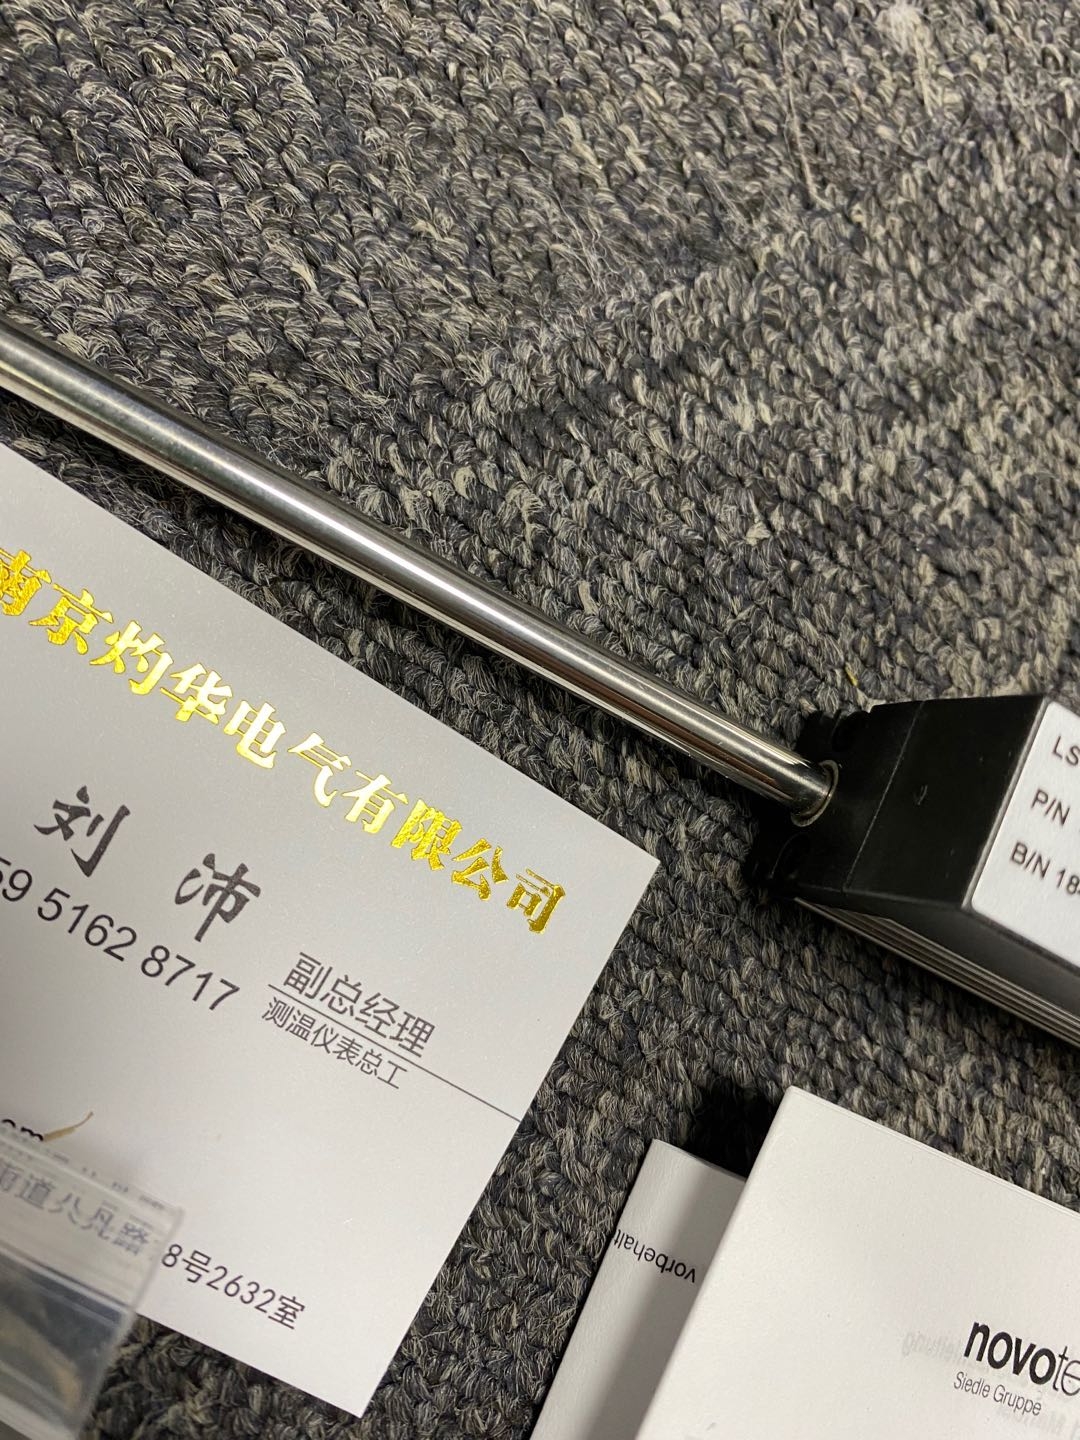 南京灼华电气有限公司
刘沛
59 5162 8717
副总经理
测温仪表总工
8号2632室
LS
P/N
B/N 18-
vorbehalt
novote
Siedle Gruppe